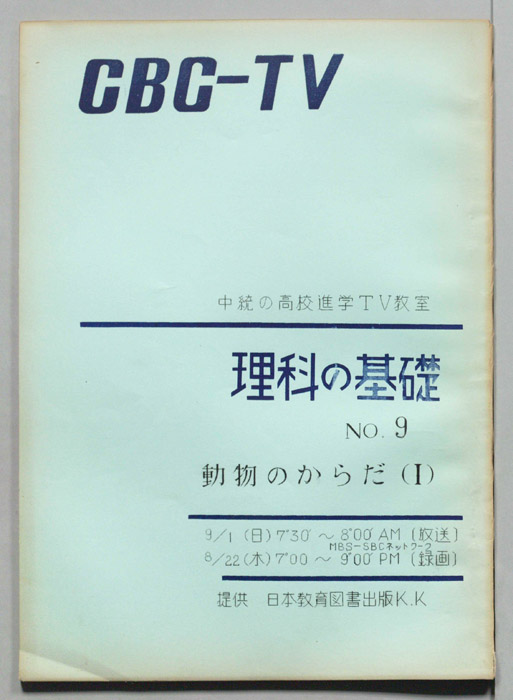 CBC-TV
中統の高校進学TV教室
理科の基礎
NO. 9
動物のからだ (I)
9/1 (日) 7°30′ ～ 8°00′ AM (放送)
MBS-SBCネットワーク
8/22 (木) 7°00′ ～ 9°00′ PM (録画)
提供 日本教育図書出版K.K